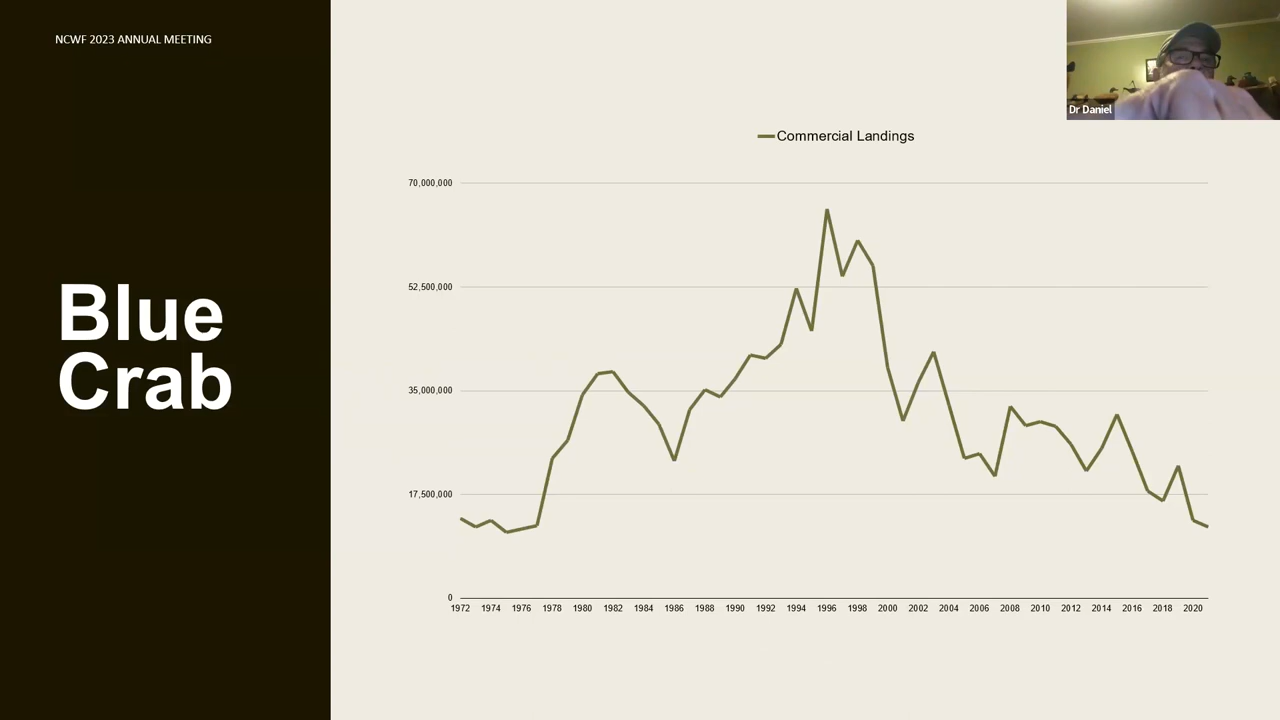 NCWF 2023 ANNUAL MEETING
Dr Daniel
Blue
Crab
Commercial Landings
70,000,000
52,500,000
35,000,000
17,500,000
0
1972 1974 1976 1978 1980 1982 1984 1986 1988 1990 1992 1994 1996 1998 2000 2002 2004 2006 2008 2010 2012 2014 2016 2018 2020